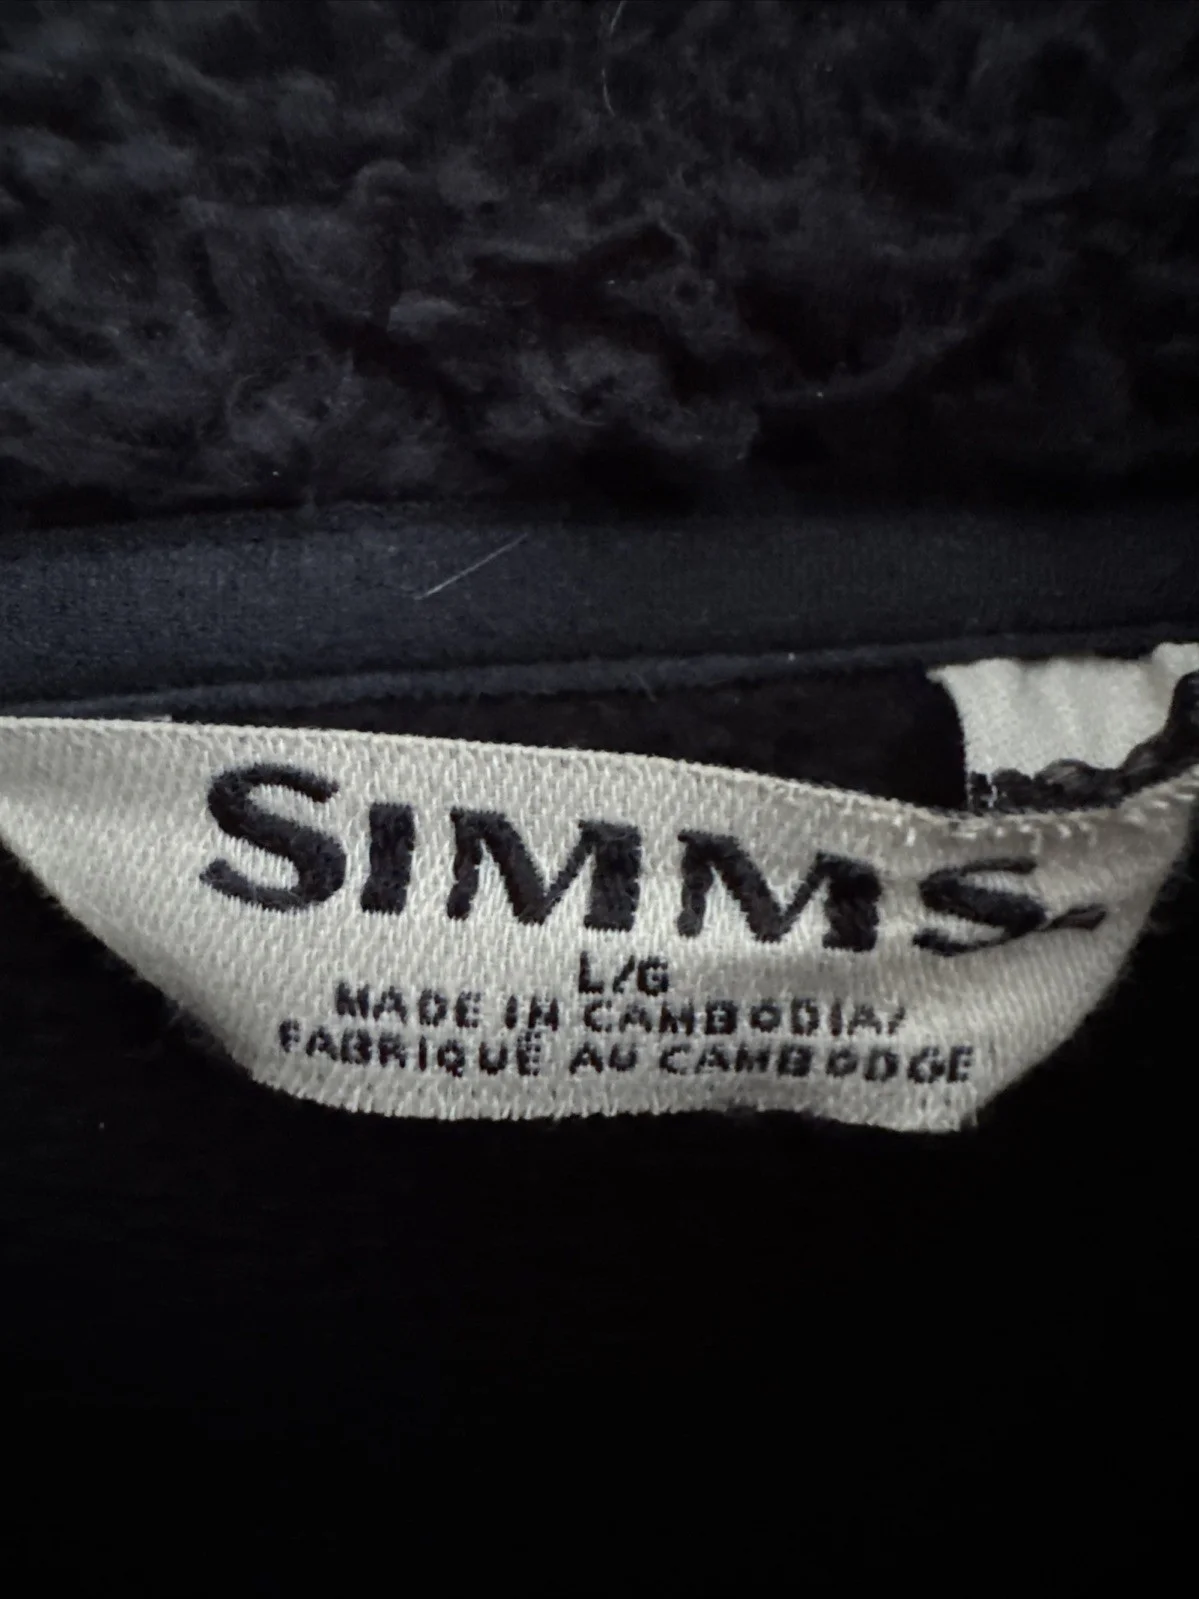 SIMMS
L/G
MADE IN CAMBODIA/
FABRIQUÉ AU CAMBODGE